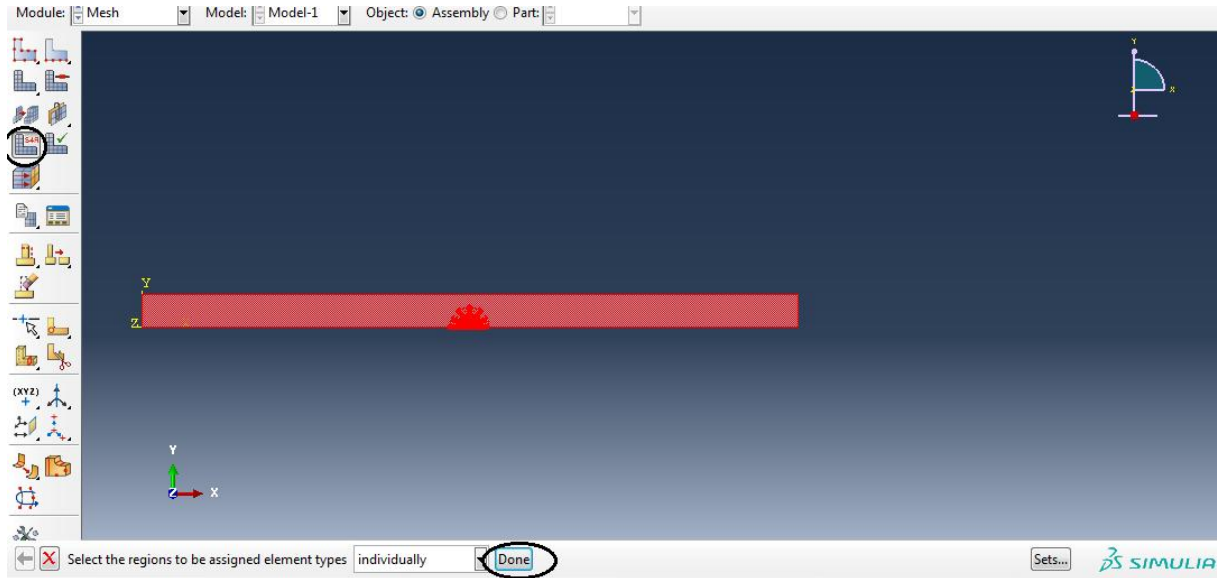 Module: Mesh Model: Model-1 Object: Assembly Part:
Y
X
S4R
Y
Z
(XYZ)
Y
Z X
Select the regions to be assigned element types individually Done Sets... SIMULIA